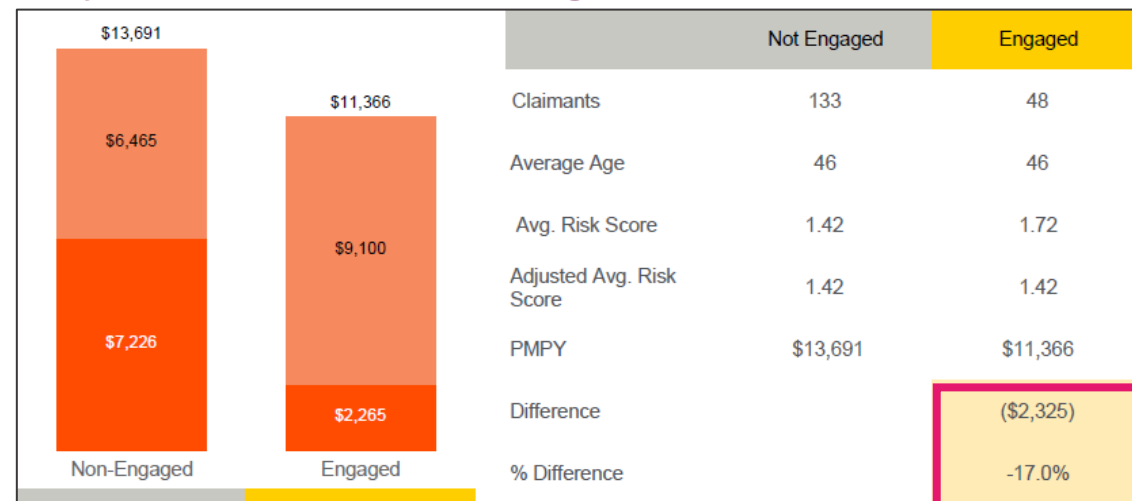 $13,691
$11,366
$6,465
$9,100
$7,226
$2,265
Non-Engaged Engaged
Not Engaged Engaged
Claimants 133 48
Average Age 46 46
Avg. Risk Score 1.42 1.72
Adjusted Avg. Risk
Score 1.42 1.42
PMPY $13,691 $11,366
Difference ($2,325)
% Difference -17.0%